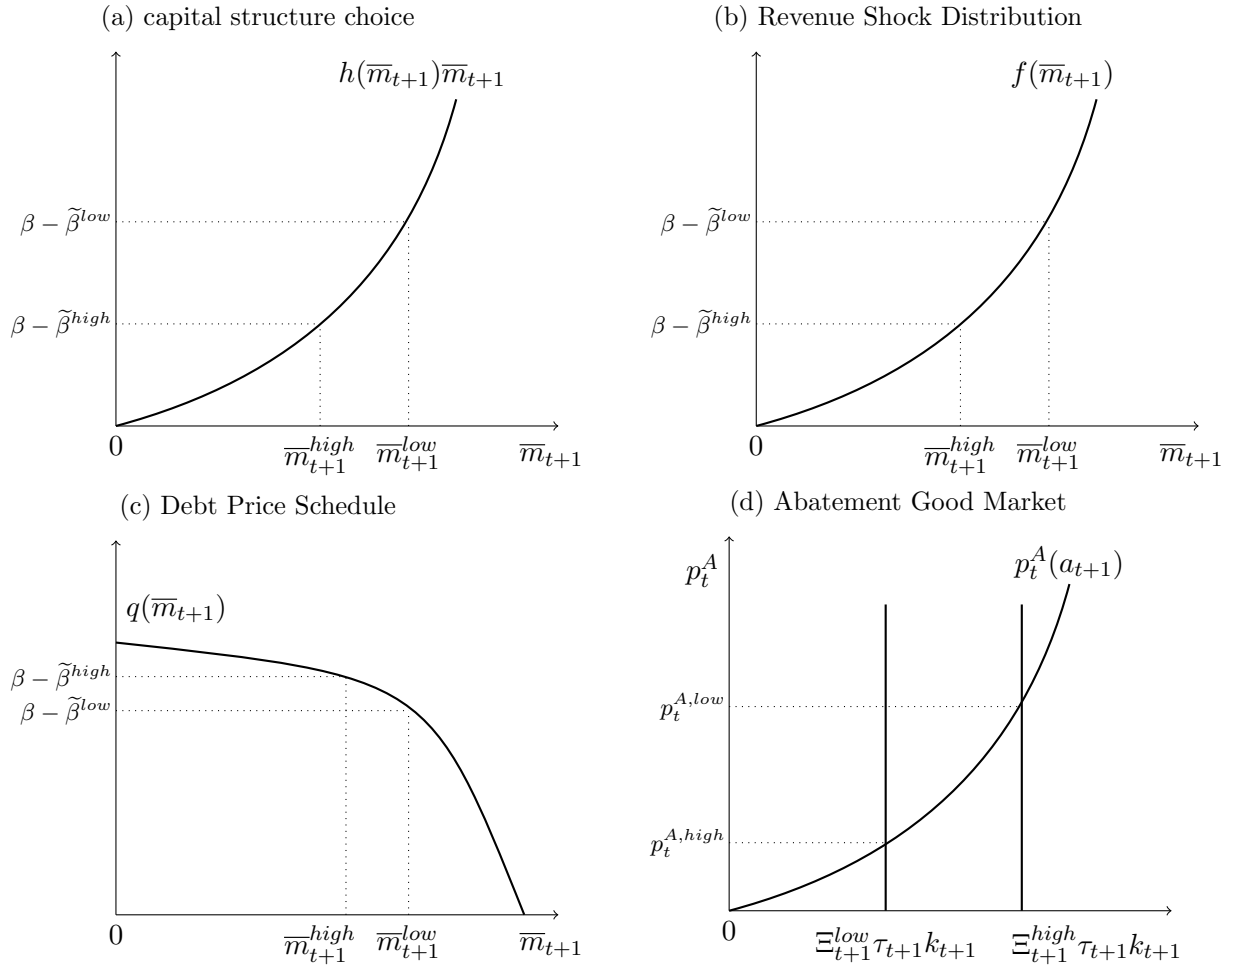 (a) capital structure choice
h(m̅_{t+1})m̅_{t+1}
β − β̃^{low}
β − β̃^{high}
0
m̅^{high}_{t+1}
m̅^{low}_{t+1}
m̅_{t+1}
(b) Revenue Shock Distribution
f(m̅_{t+1})
β − β̃^{low}
β − β̃^{high}
0
m̅^{high}_{t+1}
m̅^{low}_{t+1}
m̅_{t+1}
(c) Debt Price Schedule
q(m̅_{t+1})
β − β̃^{high}
β − β̃^{low}
0
m̅^{high}_{t+1}
m̅^{low}_{t+1}
m̅_{t+1}
(d) Abatement Good Market
p^A_t
p^A_t(a_{t+1})
p^{A,low}_t
p^{A,high}_t
0
Ξ^{low}_{t+1}τ_{t+1}k_{t+1}
Ξ^{high}_{t+1}τ_{t+1}k_{t+1}